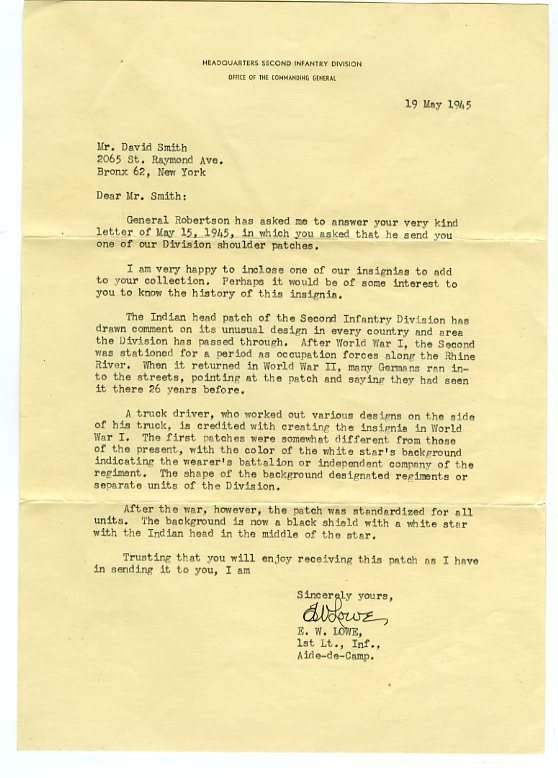 HEADQUARTERS SECOND INFANTRY DIVISION
OFFICE OF THE COMMANDING GENERAL
19 May 1945
Mr. David Smith
2065 St. Raymond Ave.
Bronx 62, New York
Dear Mr. Smith:
General Robertson has asked me to answer your very kind
letter of May 15, 1945, in which you asked that he send you
one of our Division shoulder patches.
I am very happy to inclose one of our insignias to add
to your collection. Perhaps it would be of some interest to
you to know the history of this insignia.
The Indian head patch of the Second Infantry Division has
drawn comment on its unusual design in every country and area
the Division has passed through. After World War I, the Second
was stationed for a period as occupation forces along the Rhine
River. When it returned in World War II, many Germans ran in-
to the streets, pointing at the patch and saying they had seen
it there 26 years before.
A truck driver, who worked out various designs on the side
of his truck, is credited with creating the insignia in World
War I. The first patches were somewhat different from those
of the present, with the color of the white star's background
indicating the wearer's battalion or independent company of the
regiment. The shape of the background designated regiments or
separate units of the Division.
After the war, however, the patch was standardized for all
units. The background is now a black shield with a white star
with the Indian head in the middle of the star.
Trusting that you will enjoy receiving this patch as I have
in sending it to you, I am
Sincerely yours,
EWLowe
E. W. LOWE,
1st Lt., Inf.,
Aide-de-Camp.